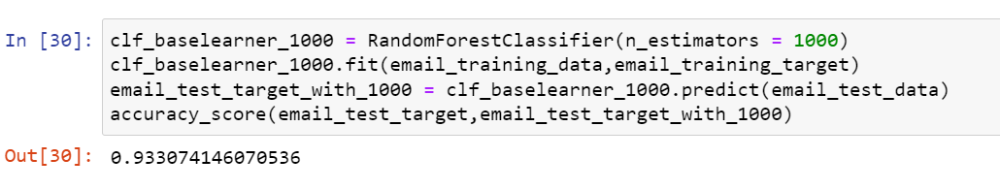 In [30]: clf_baselearner_1000 = RandomForestClassifier(n_estimators = 1000)
clf_baselearner_1000.fit(email_training_data,email_training_target)
email_test_target_with_1000 = clf_baselearner_1000.predict(email_test_data)
accuracy_score(email_test_target,email_test_target_with_1000)
Out[30]: 0.933074146070536